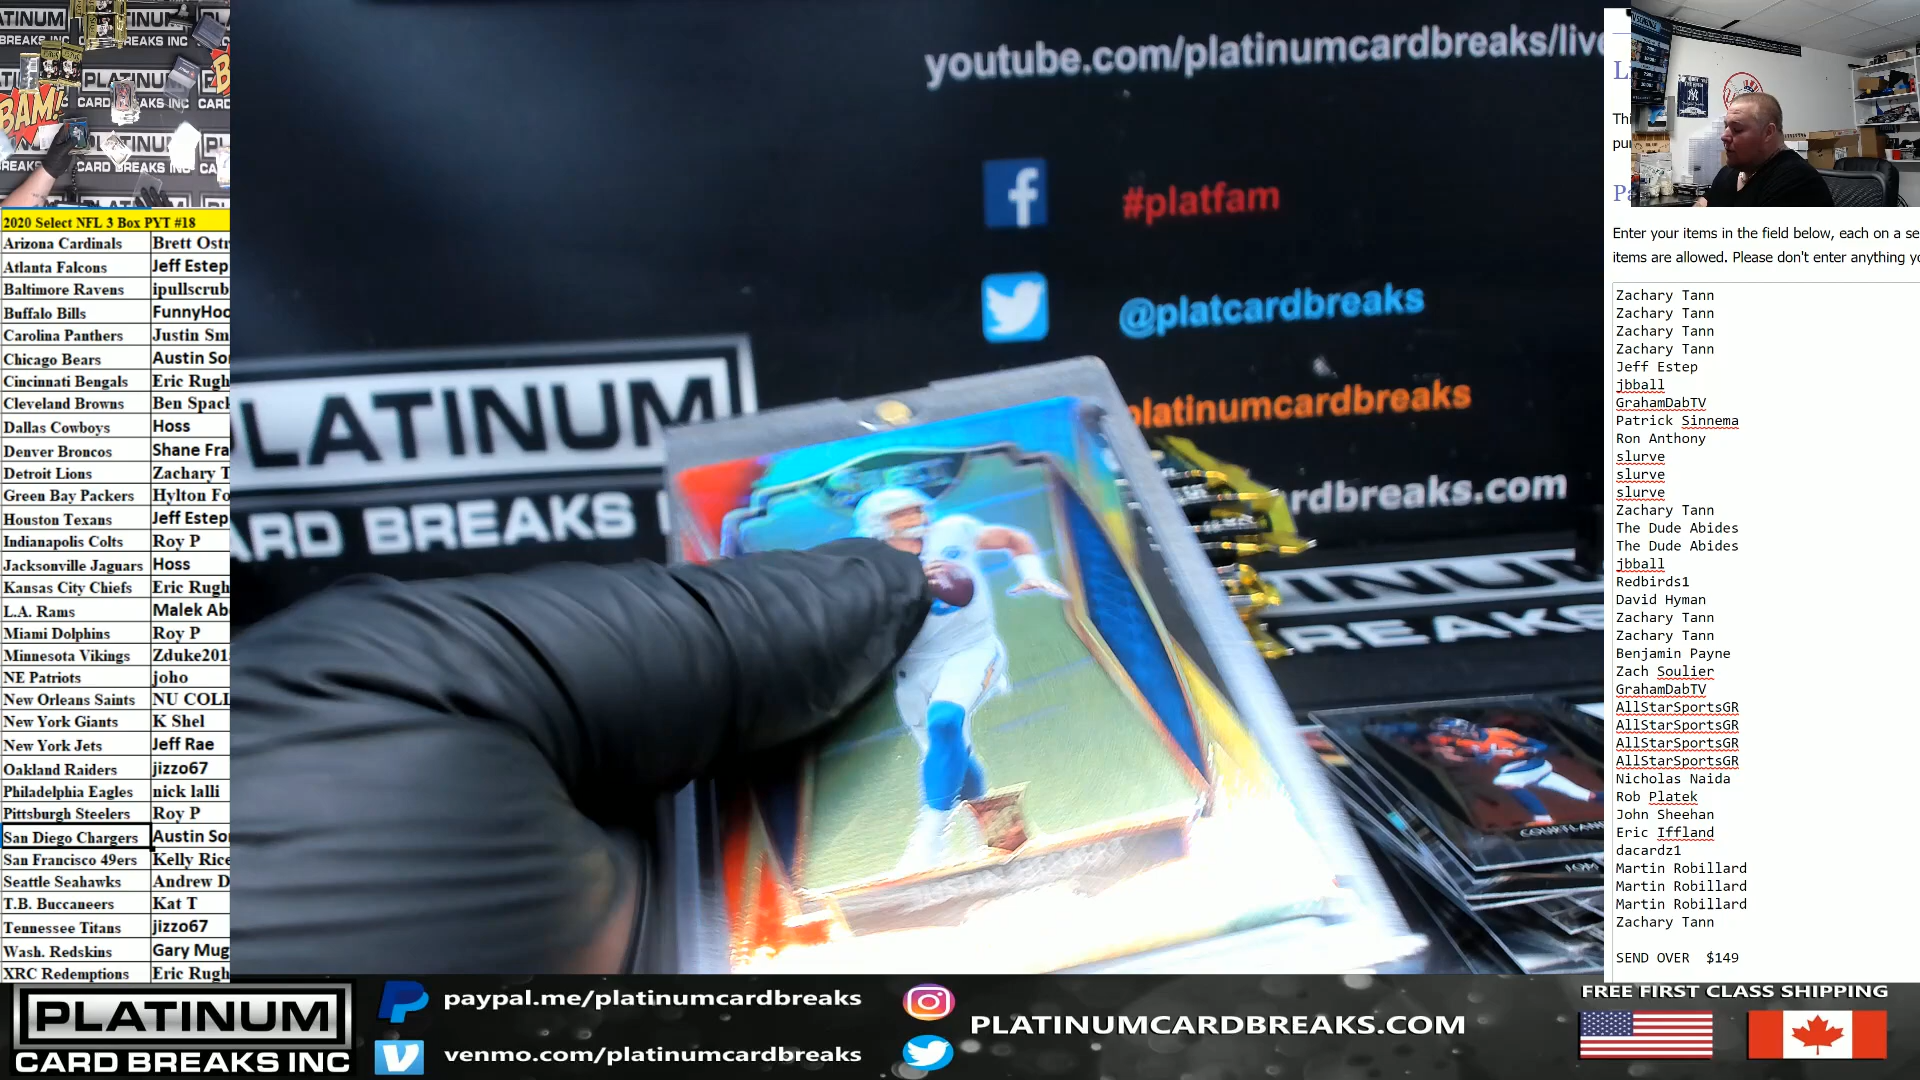 youtube.com/platinumcardbreaks/live
#platfam
@platcardbreaks
platinumcardbreaks
cardbreaks.com
PLATINUM
CARD BREAKS
BAM!
2020 Select NFL 3 Box PYT #18
Arizona Cardinals Brett Ostr
Atlanta Falcons Jeff Estep
Baltimore Ravens ipullscrub
Buffalo Bills FunnyHoo
Carolina Panthers Justin Sm
Chicago Bears Austin Sor
Cincinnati Bengals Eric Rugh
Cleveland Browns Ben Spack
Dallas Cowboys Hoss
Denver Broncos Shane Fra
Detroit Lions Zachary T
Green Bay Packers Hylton Fo
Houston Texans Jeff Estep
Indianapolis Colts Roy P
Jacksonville Jaguars Hoss
Kansas City Chiefs Eric Rugh
L.A. Rams Malek Ab
Miami Dolphins Roy P
Minnesota Vikings Zduke201
NE Patriots joho
New Orleans Saints NU COLL
New York Giants K Shel
New York Jets Jeff Rae
Oakland Raiders jizzo67
Philadelphia Eagles nick lalli
Pittsburgh Steelers Roy P
San Diego Chargers Austin Sor
San Francisco 49ers Kelly Rice
Seattle Seahawks Andrew D
T.B. Buccaneers Kat T
Tennessee Titans jizzo67
Wash. Redskins Gary Mug
XRC Redemptions Eric Rugh
Enter your items in the field below, each on a se
items are allowed. Please don't enter anything yo
Zachary Tann
Zachary Tann
Zachary Tann
Zachary Tann
Jeff Estep
jbball
GrahamDabTV
Patrick Sinnema
Ron Anthony
slurve
slurve
slurve
Zachary Tann
The Dude Abides
The Dude Abides
jbball
Redbirds1
David Hyman
Zachary Tann
Zachary Tann
Benjamin Payne
Zach Soulier
GrahamDabTV
AllStarSportsGR
AllStarSportsGR
AllStarSportsGR
AllStarSportsGR
Nicholas Naida
Rob Platek
John Sheehan
Eric Iffland
dacardz1
Martin Robillard
Martin Robillard
Martin Robillard
Zachary Tann
SEND OVER $149
COURTLAND
TOM
PLATINUM
CARD BREAKS INC
paypal.me/platinumcardbreaks
venmo.com/platinumcardbreaks
PLATINUMCARDBREAKS.COM
FREE FIRST CLASS SHIPPING